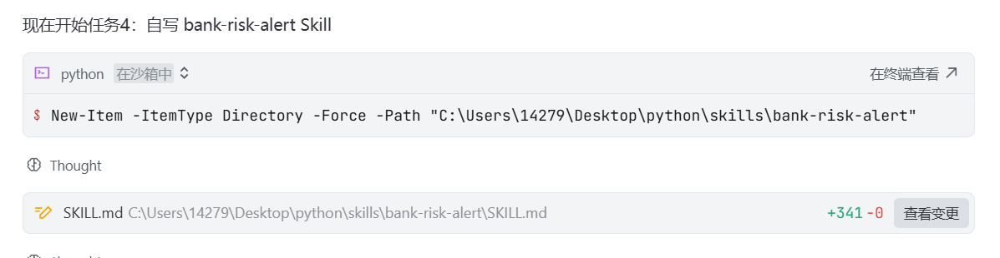 现在开始任务4：自写 bank-risk-alert Skill
python 在沙箱中 在终端查看
$ New-Item -ItemType Directory -Force -Path "C:\Users\14279\Desktop\python\skills\bank-risk-alert"
Thought
SKILL.md C:\Users\14279\Desktop\python\skills\bank-risk-alert\SKILL.md +341 -0 查看变更